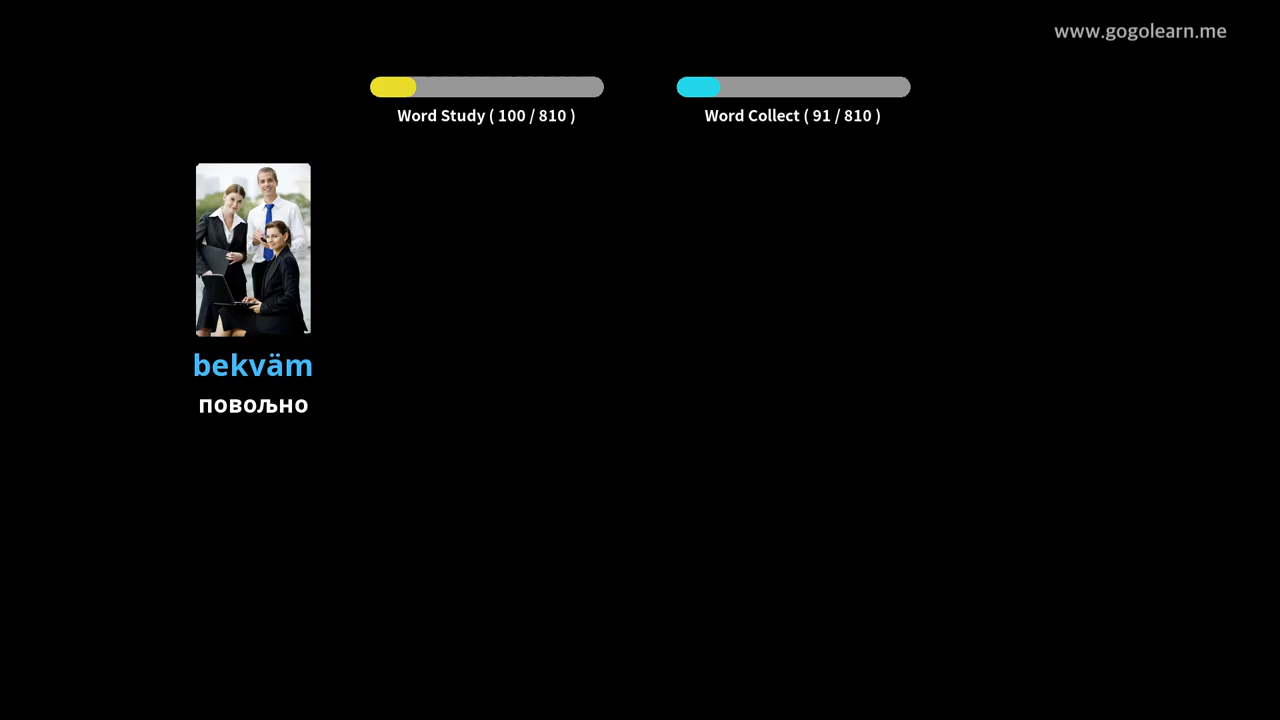 www.gogolearn.me
Word Study ( 100 / 810 )
Word Collect ( 91 / 810 )
bekväm
повољно